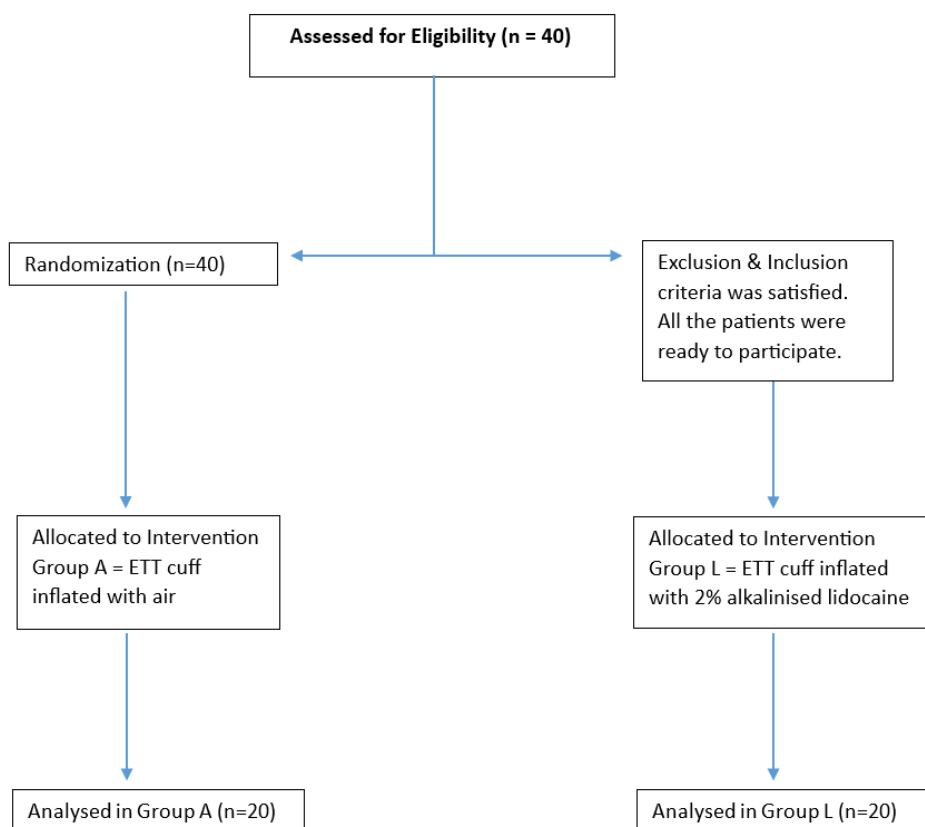 Assessed for Eligibility (n = 40)
Randomization (n=40)
Exclusion & Inclusion
criteria was satisfied.
All the patients were
ready to participate.
Allocated to Intervention
Group A = ETT cuff
inflated with air
Allocated to Intervention
Group L = ETT cuff inflated
with 2% alkalinised lidocaine
Analysed in Group A (n=20)
Analysed in Group L (n=20)